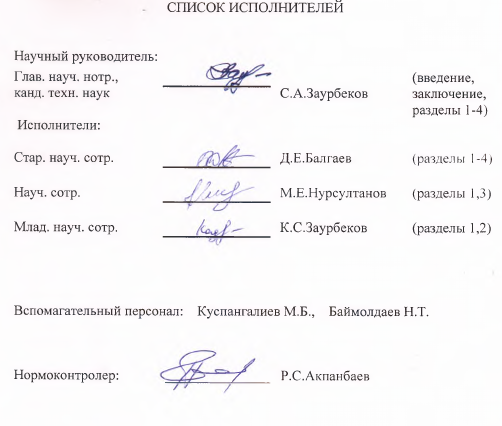 СПИСОК ИСПОЛНИТЕЛЕЙ
Научный руководитель:
Глав. науч. нотр., (введение,
канд. техн. наук С.А.Заурбеков заключение,
разделы 1-4)
Исполнители:
Стар. науч. сотр. Д.Е.Балгаев (разделы 1-4)
Науч. сотр. М.Е.Нурсултанов (разделы 1,3)
Млад. науч. сотр. К.С.Заурбеков (разделы 1,2)
Вспомагательный персонал: Куспангалиев М.Б., Баймолдаев Н.Т.
Нормоконтролер: Р.С.Акпанбаев